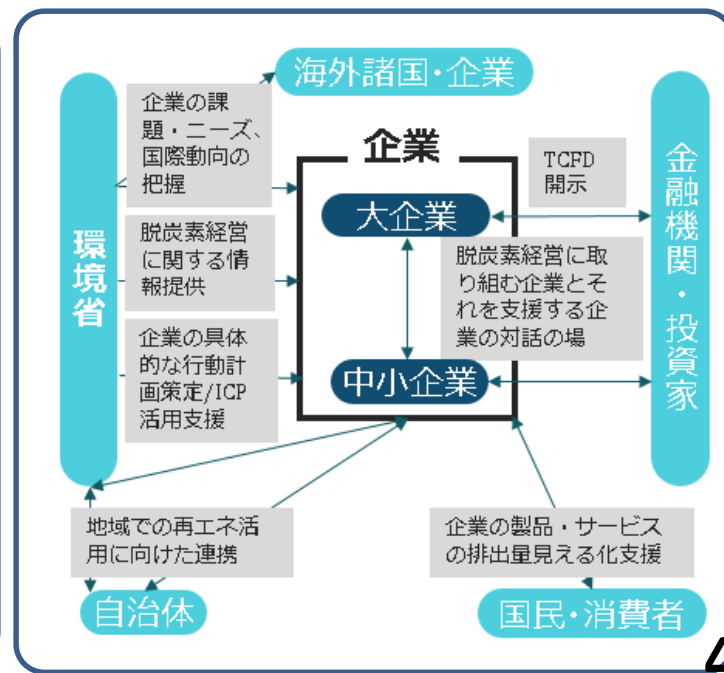 海外諸国・企業
企業の課
題・ニーズ、
国際動向の
把握
企業
TCFD
開示
大企業
環境省
金融機関・投資家
脱炭素経営
に関する情
報提供
脱炭素経営に取
り組む企業とそ
れを支援する企
業の対話の場
企業の具体
的な行動計
画策定/ICP
活用支援
中小企業
地域での再エネ活
用に向けた連携
企業の製品・サービス
の排出量見える化支援
自治体
国民・消費者